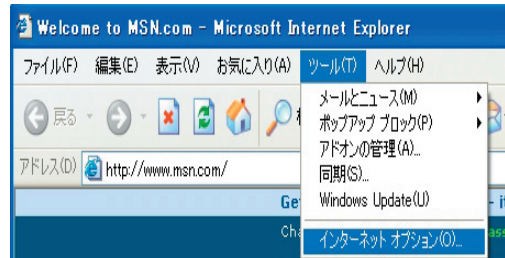 Welcome to MSN.com - Microsoft Internet Explorer
ファイル(F) 編集(E) 表示(V) お気に入り(A) ツール(T) ヘルプ(H)
戻る
メールとニュース(M)
ポップアップ ブロック(P)
アドオンの管理(A)...
同期(S)...
Windows Update(U)
インターネット オプション(O)...
アドレス(D) http://www.msn.com/